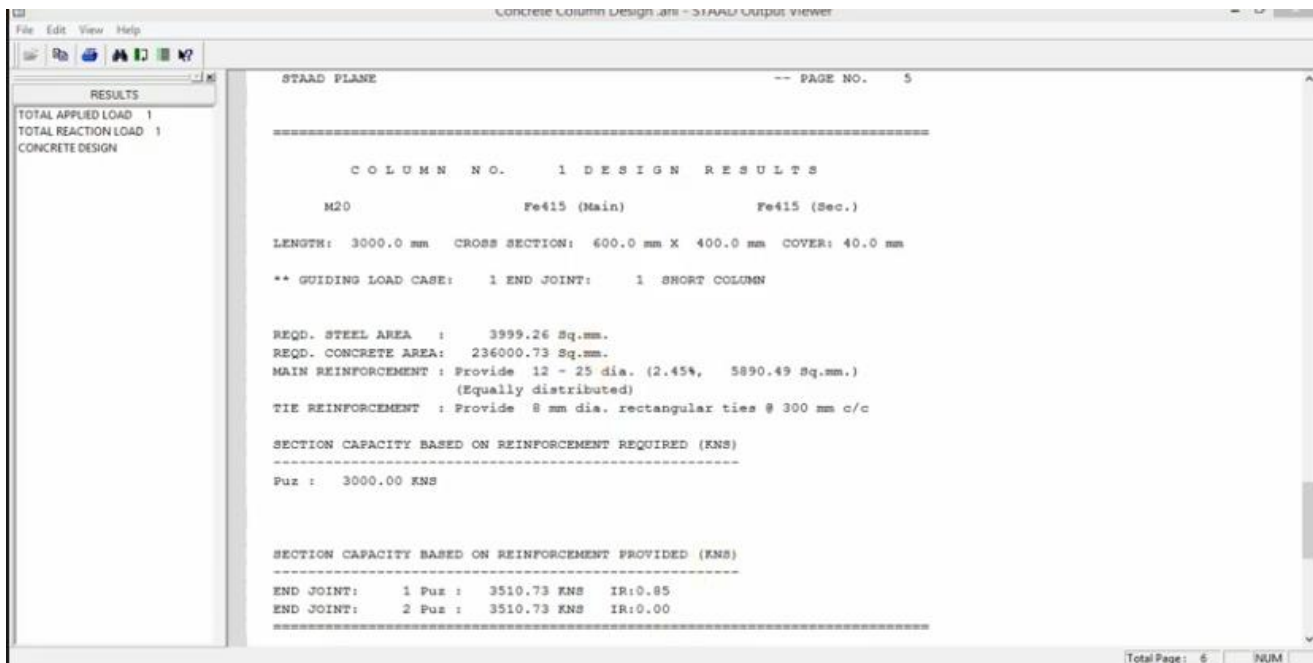 Concrete Column Design .anl - STAAD Output Viewer
File Edit View Help
RESULTS
TOTAL APPLIED LOAD 1
TOTAL REACTION LOAD 1
CONCRETE DESIGN
STAAD PLANE -- PAGE NO. 5
============================================================================
C O L U M N N O. 1 D E S I G N R E S U L T S
M20 Fe415 (Main) Fe415 (Sec.)
LENGTH: 3000.0 mm CROSS SECTION: 600.0 mm X 400.0 mm COVER: 40.0 mm
** GUIDING LOAD CASE: 1 END JOINT: 1 SHORT COLUMN
REQD. STEEL AREA : 3999.26 Sq.mm.
REQD. CONCRETE AREA: 236000.73 Sq.mm.
MAIN REINFORCEMENT : Provide 12 - 25 dia. (2.45%, 5890.49 Sq.mm.)
(Equally distributed)
TIE REINFORCEMENT : Provide 8 mm dia. rectangular ties @ 300 mm c/c
SECTION CAPACITY BASED ON REINFORCEMENT REQUIRED (KNS)
------------------------------------------------------
Puz : 3000.00 KNS
SECTION CAPACITY BASED ON REINFORCEMENT PROVIDED (KNS)
------------------------------------------------------
END JOINT: 1 Puz : 3510.73 KNS IR:0.85
END JOINT: 2 Puz : 3510.73 KNS IR:0.00
============================================================================
Total Page: 6 NUM